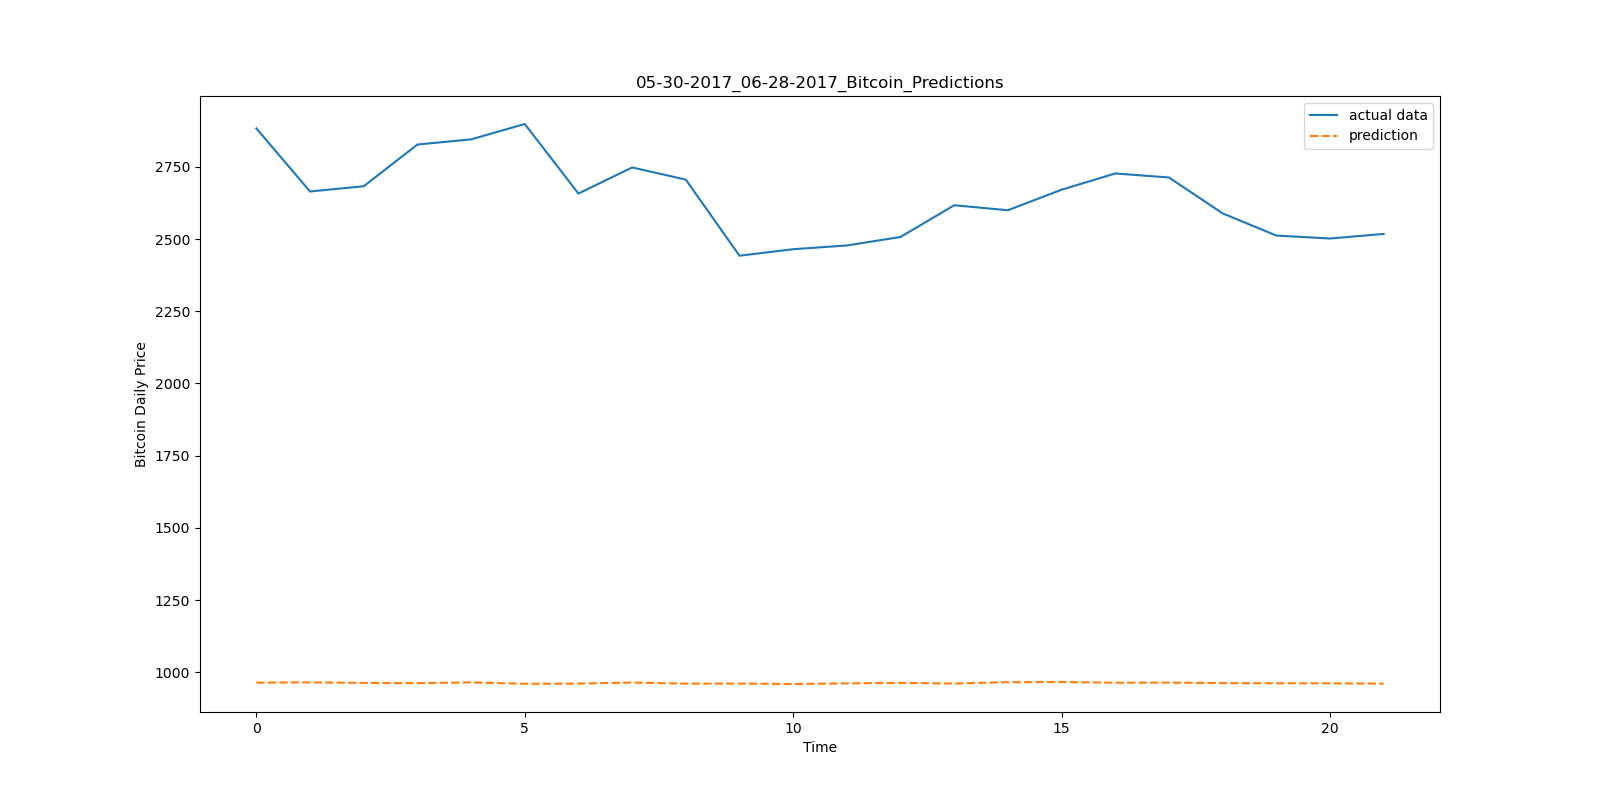 05-30-2017_06-28-2017_Bitcoin_Predictions
actual data
prediction
2750
2500
2250
2000
1750
1500
1250
1000
Bitcoin Daily Price
0 5 10 15 20
Time